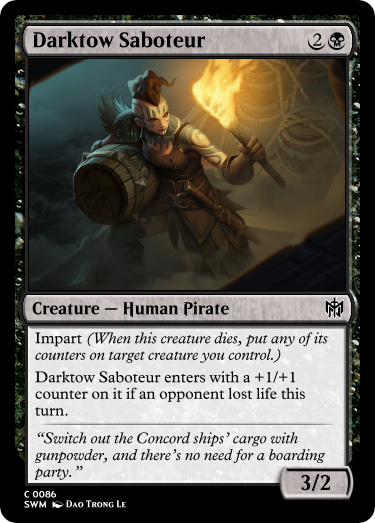 Darktow Saboteur 2
Creature — Human Pirate
Impart (When this creature dies, put any of its
counters on target creature you control.)
Darktow Saboteur enters with a +1/+1
counter on it if an opponent lost life this
turn.
“Switch out the Concord ships’ cargo with
gunpowder, and there’s no need for a boarding
party.”
3/2
C 0086
SWM Dao Trong Le